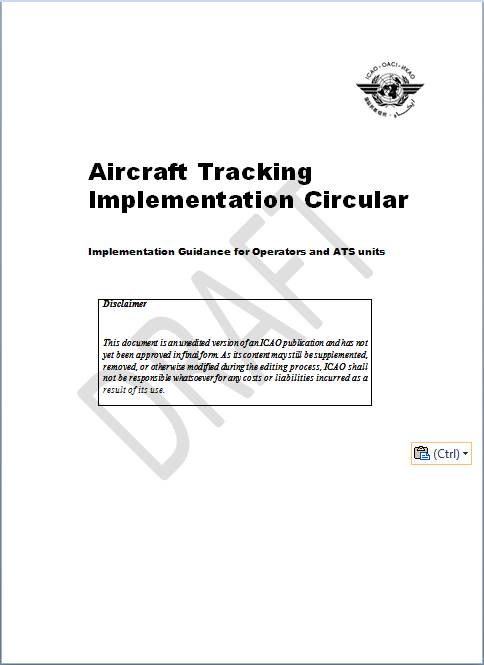 ICAO · OACI · ИКАО
Aircraft Tracking
Implementation Circular
Implementation Guidance for Operators and ATS units
DRAFT
Disclaimer
This document is an unedited version of an ICAO publication and has not
yet been approved in final form. As its content may still be supplemented,
removed, or otherwise modified during the editing process, ICAO shall
not be responsible whatsoever for any costs or liabilities incurred as a
result of its use.
(Ctrl)